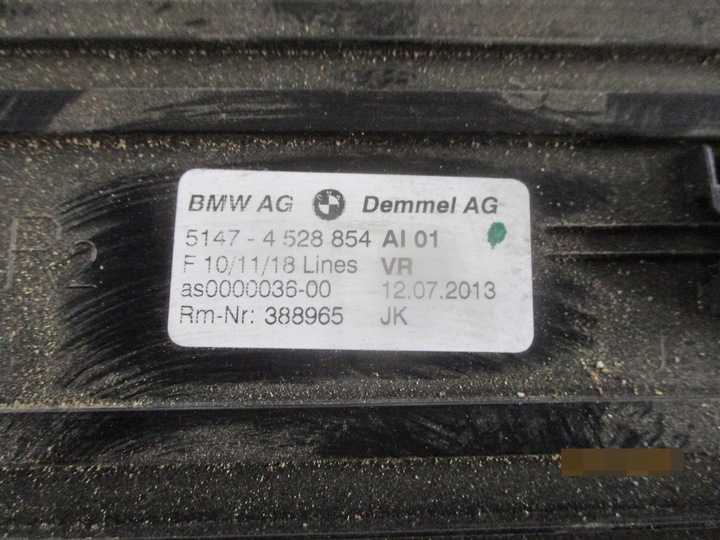 BMW AG Demmel AG
5147 - 4 528 854 AI 01
F 10/11/18 Lines VR
as0000036-00 12.07.2013
Rm-Nr: 388965 JK